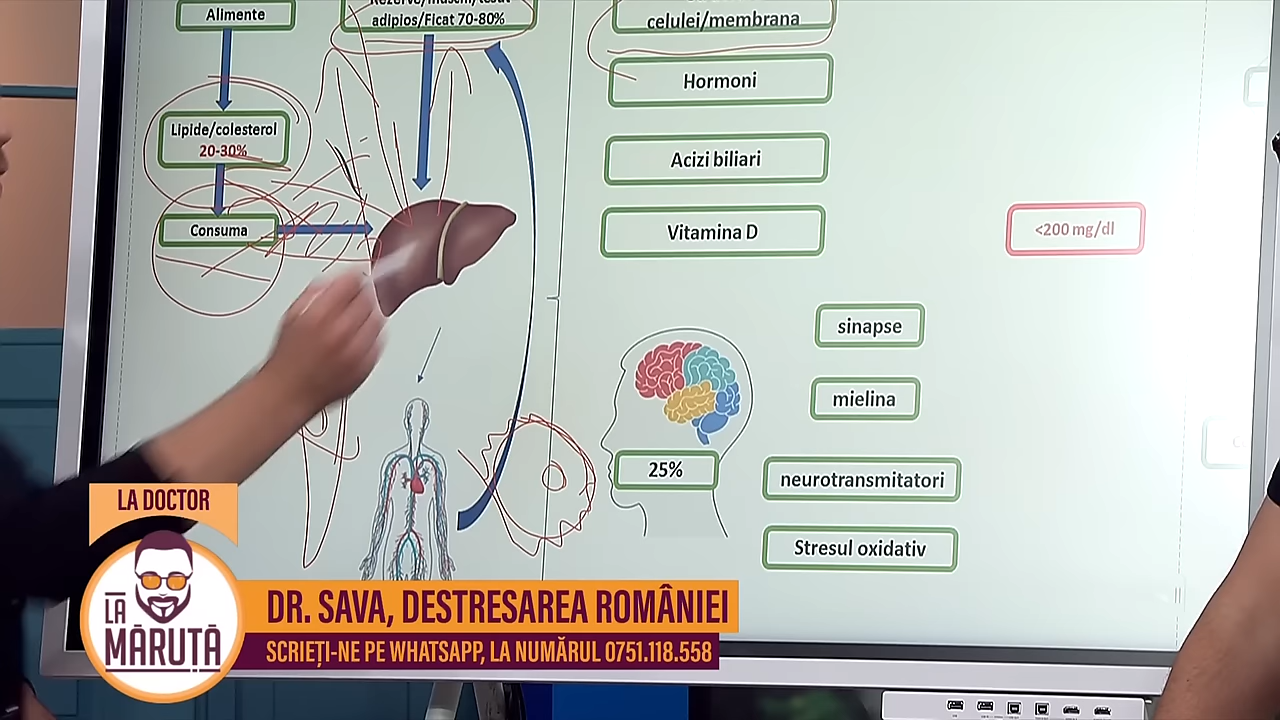 Alimente
adipios/Ficat 70-80%
celulei/membrana
Hormoni
Lipide/colesterol
20-30%
Acizi biliari
Consuma
Vitamina D
<200 mg/dl
sinapse
mielina
25%
neurotransmitatori
Stresul oxidativ
LA DOCTOR
LA
MĂRUȚĂ
DR. SAVA, DESTRESAREA ROMÂNIEI
SCRIEȚI-NE PE WHATSAPP, LA NUMĂRUL 0751.118.558